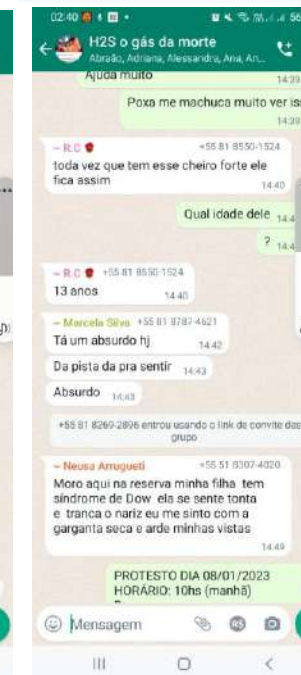 02:40
56
H2S o gás da morte
Abraão, Adriana, Alessandra, Ana, An...
Ajuda muito
14:39
Poxa me machuca muito ver iss
14:39
~ R.C +55 81 8550-1524
toda vez que tem esse cheiro forte ele
fica assim
14:40
Qual idade dele 14:4
? 14:4
~ R.C +55 81 8550-1524
13 anos
14:40
~ Marcela Silva +55 81 8787-4621
Tá um absurdo hj
14:42
Da pista da pra sentir 14:43
Absurdo 14:43
+55 81 8269-2896 entrou usando o link de convite das
grupo
~ Neusa Arrugueti +55 51 8307-4020
Moro aqui na reserva minha filha tem
síndrome de Dow ela se sente tonta
e tranca o nariz eu me sinto com a
garganta seca e arde minhas vistas
14:49
PROTESTO DIA 08/01/2023
HORÁRIO: 10hs (manhã)
Mensagem